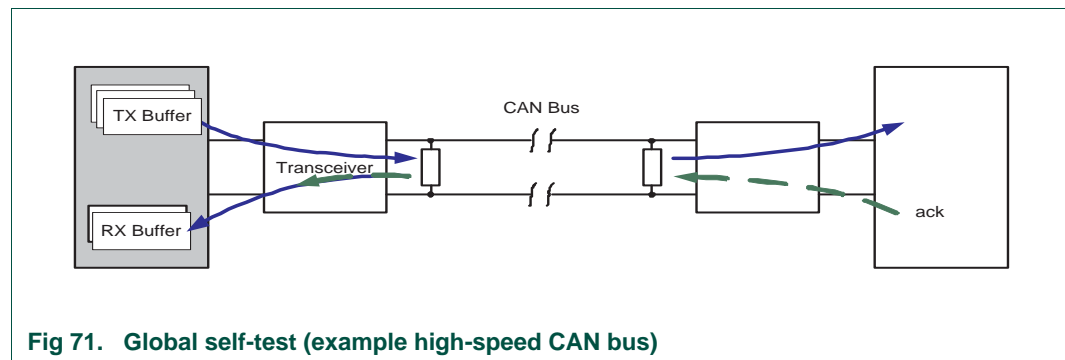 TX Buffer
CAN Bus
Transceiver
RX Buffer
ack
Fig 71. Global self-test (example high-speed CAN bus)